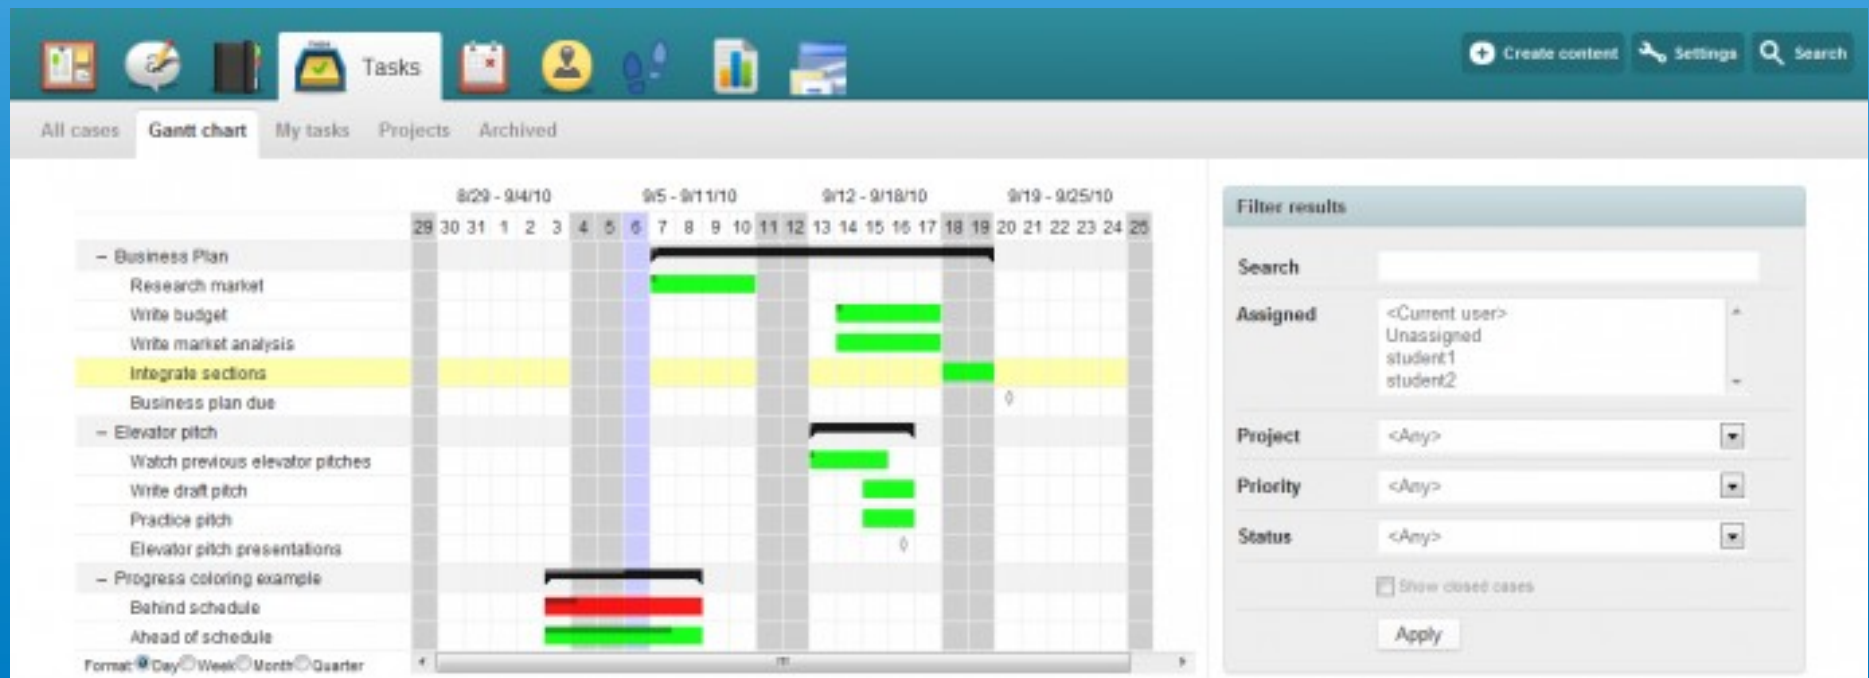 Tasks
Create content Settings Search
All cases Gantt chart My tasks Projects Archived
8/29 - 9/4/10 9/5 - 9/11/10 9/12 - 9/18/10 9/19 - 9/25/10
29 30 31 1 2 3 4 5 6 7 8 9 10 11 12 13 14 15 16 17 18 19 20 21 22 23 24 25
– Business Plan
Research market
Write budget
Write market analysis
Integrate sections
Business plan due
– Elevator pitch
Watch previous elevator pitches
Write draft pitch
Practice pitch
Elevator pitch presentations
– Progress coloring example
Behind schedule
Ahead of schedule
Format: Day Week Month Quarter
Filter results
Search
Assigned
<Current user>
Unassigned
student1
student2
Project <Any>
Priority <Any>
Status <Any>
Show closed cases
Apply